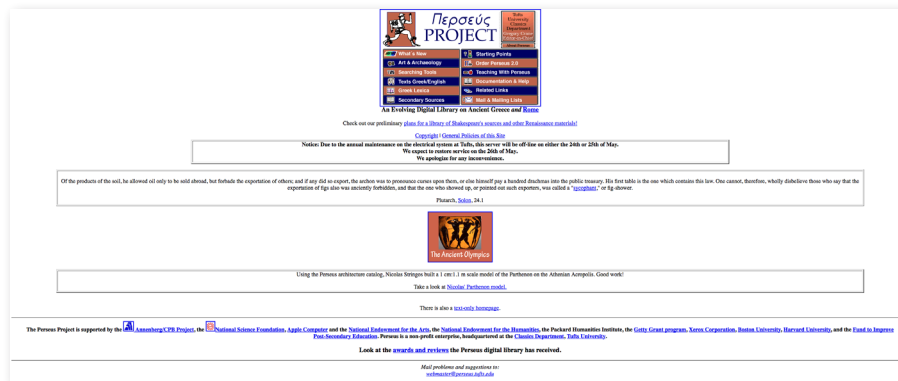 Περσεύς
PROJECT
Tufts
University
Classics
Department
Gregory Crane
Editor-in-Chief
About Perseus
What's New
Starting Points
Art & Archaeology
Order Perseus 2.0
Searching Tools
Teaching With Perseus
Texts Greek/English
Documentation & Help
Greek Lexica
Related Links
Secondary Sources
Mail & Mailing Lists
An Evolving Digital Library on Ancient Greece and Rome
Check out our preliminary plans for a library of Shakespeare's sources and other Renaissance materials!
Copyright | General Policies of this Site
Notice: Due to the annual maintenance on the electrical system at Tufts, this server will be off-line on either the 24th or 25th of May.
We expect to restore service on the 26th of May.
We apologize for any inconvenience.
Of the products of the soil, he allowed oil only to be sold abroad, but forbade the exportation of others; and if any did so export, the archon was to pronounce curses upon them, or else himself pay a hundred drachmas into the public treasury. His first table is the one which contains this law. One cannot, therefore, wholly disbelieve those who say that the
exportation of figs also was anciently forbidden, and that the one who showed up, or pointed out such exporters, was called a "sycophant," or fig-shower.
Plutarch, Solon, 24.1
The Ancient Olympics
Using the Perseus architecture catalog, Nicolas Stringos built a 1 cm:1.1 m scale model of the Parthenon on the Athenian Acropolis. Good work!
Take a look at Nicolas' Parthenon model.
There is also a text-only homepage.
The Perseus Project is supported by the Annenberg/CPB Project, the National Science Foundation, Apple Computer and the National Endowment for the Arts, the National Endowment for the Humanities, the Packard Humanities Institute, the Getty Grant program, Xerox Corporation, Boston University, Harvard University, and the Fund to Improve
Post-Secondary Education. Perseus is a non-profit enterprise, headquartered at the Classics Department, Tufts University.
Look at the awards and reviews the Perseus digital library has received.
Mail problems and suggestions to:
webmaster@perseus.tufts.edu